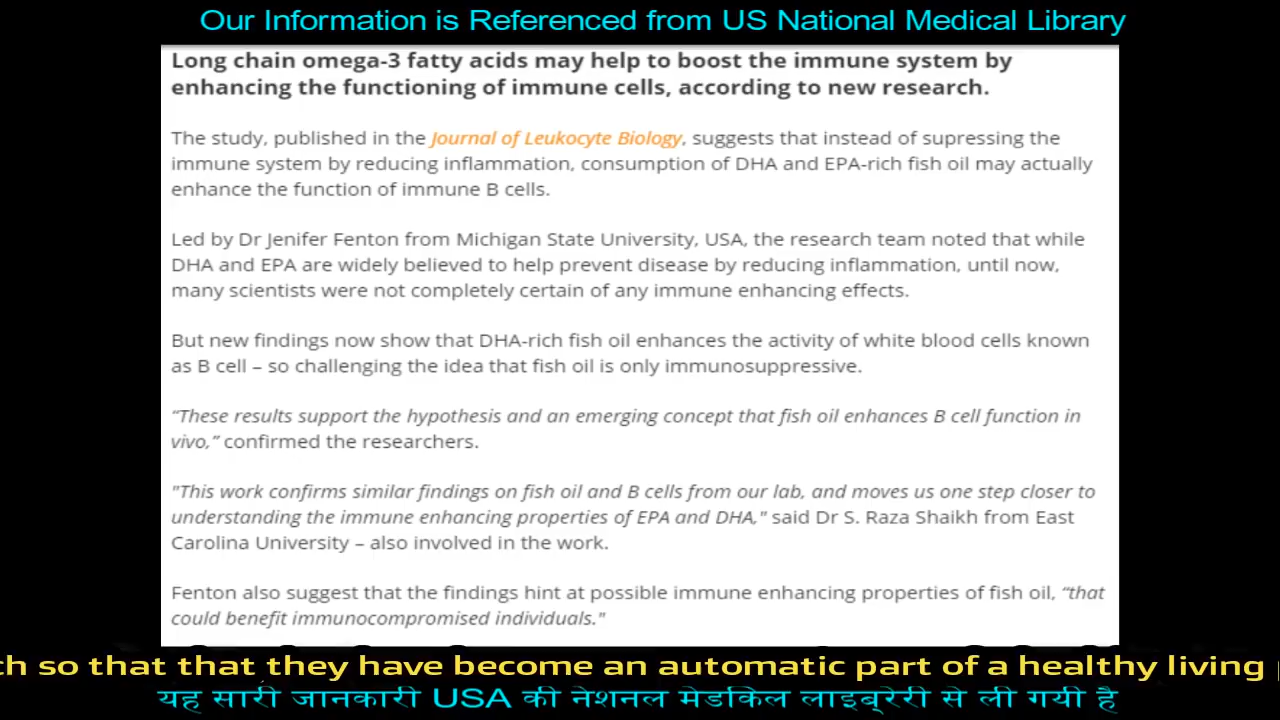 Our Information is Referenced from US National Medical Library
Long chain omega-3 fatty acids may help to boost the immune system by
enhancing the functioning of immune cells, according to new research.
The study, published in the Journal of Leukocyte Biology, suggests that instead of supressing the
immune system by reducing inflammation, consumption of DHA and EPA-rich fish oil may actually
enhance the function of immune B cells.
Led by Dr Jenifer Fenton from Michigan State University, USA, the research team noted that while
DHA and EPA are widely believed to help prevent disease by reducing inflammation, until now,
many scientists were not completely certain of any immune enhancing effects.
But new findings now show that DHA-rich fish oil enhances the activity of white blood cells known
as B cell – so challenging the idea that fish oil is only immunosuppressive.
“These results support the hypothesis and an emerging concept that fish oil enhances B cell function in
vivo,” confirmed the researchers.
"This work confirms similar findings on fish oil and B cells from our lab, and moves us one step closer to
understanding the immune enhancing properties of EPA and DHA," said Dr S. Raza Shaikh from East
Carolina University – also involved in the work.
Fenton also suggest that the findings hint at possible immune enhancing properties of fish oil, “that
could benefit immunocompromised individuals."
so that that they have become an automatic part of a healthy living
यह सारी जानकारी USA की नेशनल मेडकिल लाइब्रेरी से ली गयी है